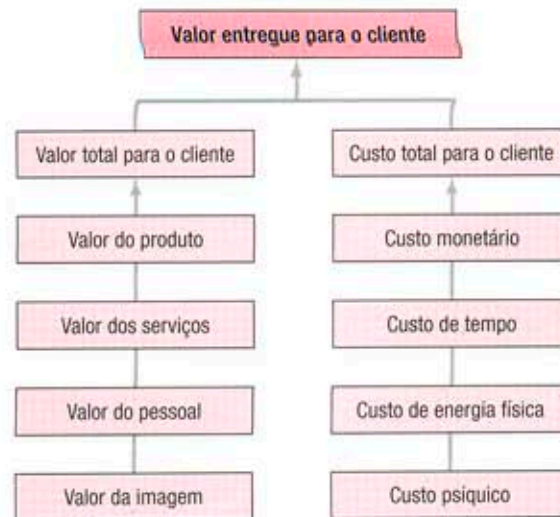 Valor entregue para o cliente
Valor total para o cliente
Custo total para o cliente
Valor do produto
Custo monetário
Valor dos serviços
Custo de tempo
Valor do pessoal
Custo de energia física
Valor da imagem
Custo psíquico